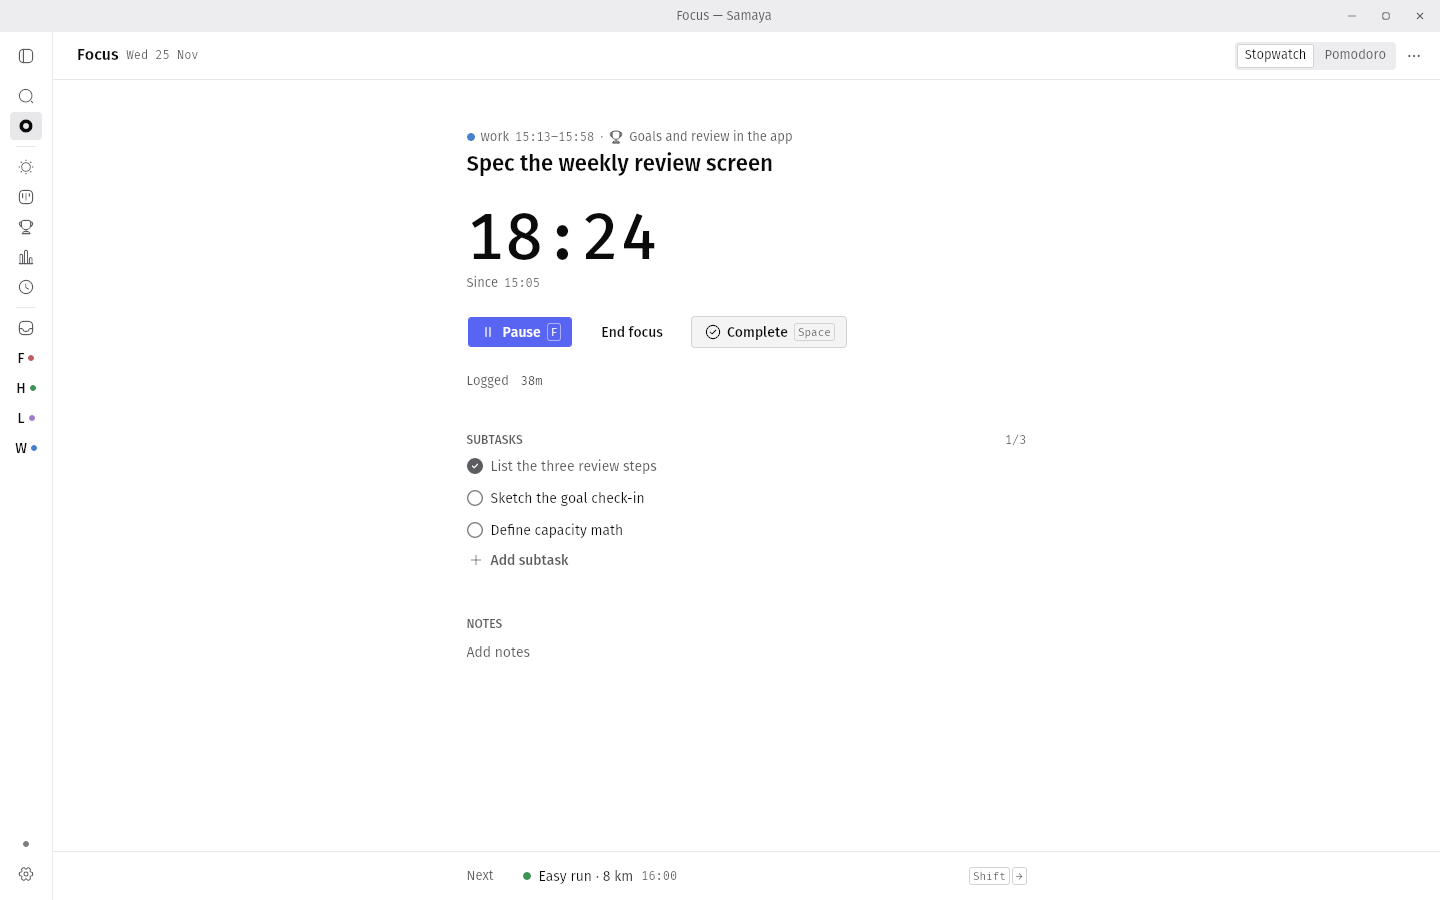 Focus — Samaya
Focus Wed 25 Nov
Stopwatch Pomodoro
work 15:13–15:58 · Goals and review in the app
Spec the weekly review screen
18:24
Since 15:05
Pause F End focus Complete Space
Logged 38m
SUBTASKS 1/3
List the three review steps
Sketch the goal check-in
Define capacity math
Add subtask
NOTES
Add notes
F
H
L
W
Next Easy run · 8 km 16:00 Shift →